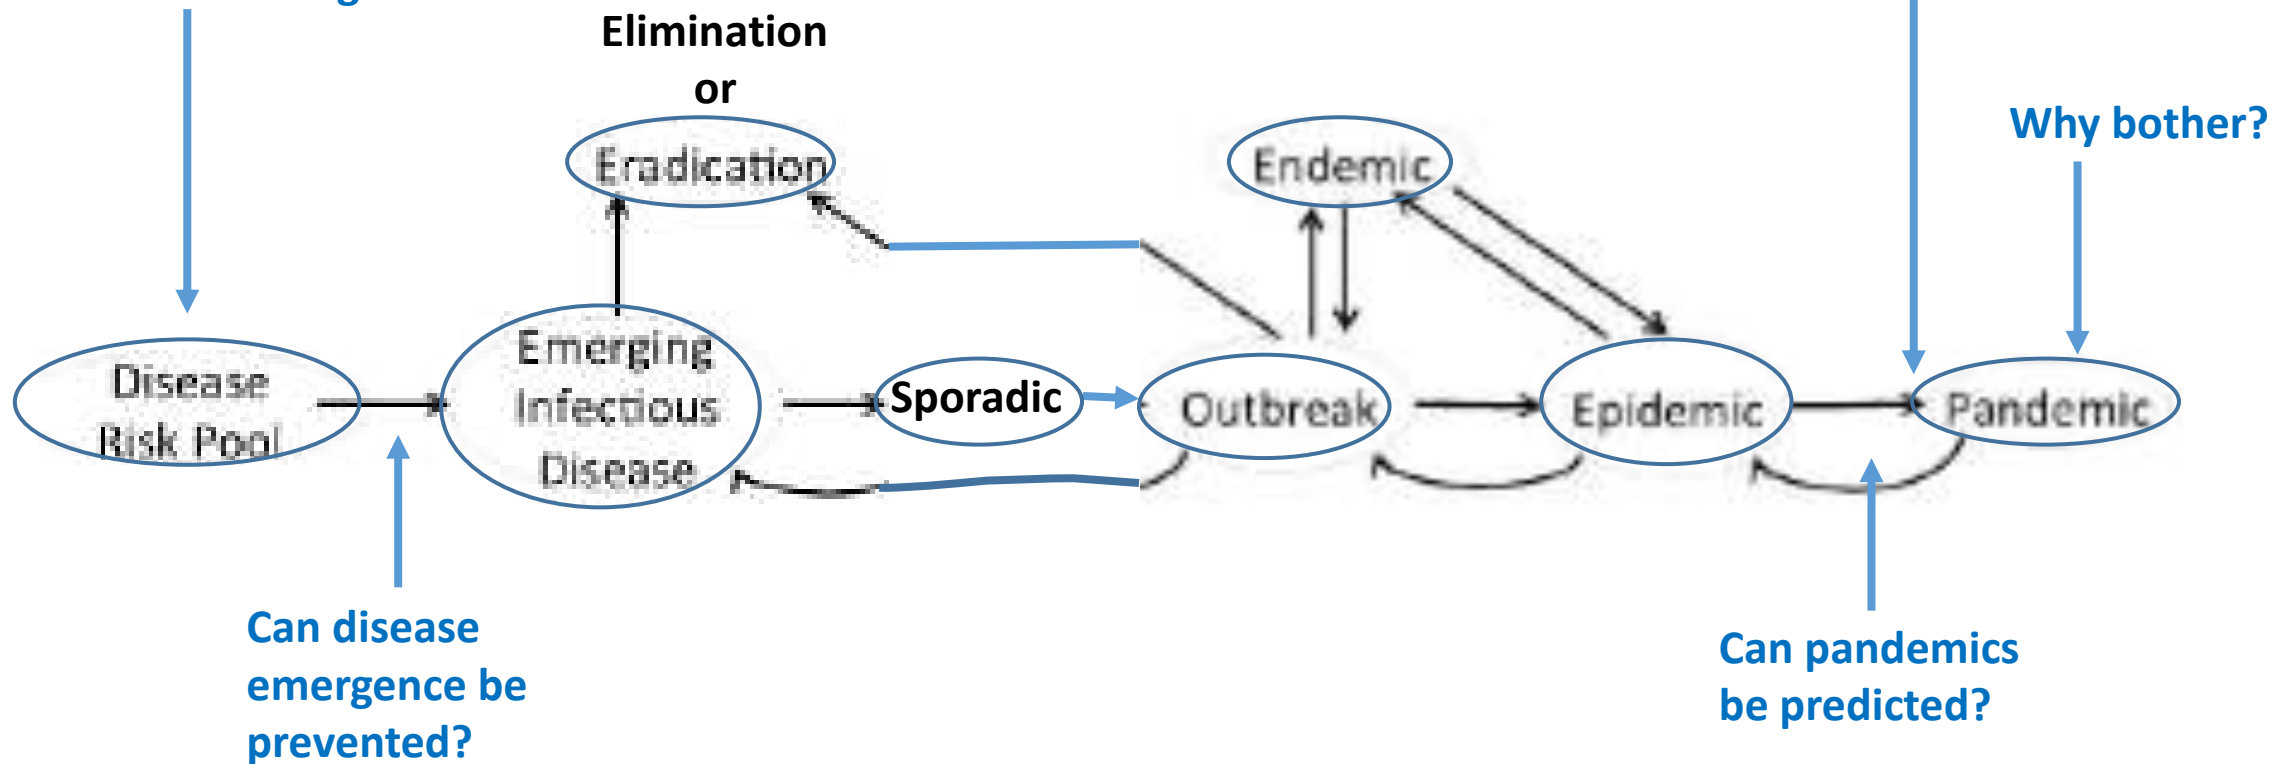 Elimination
or
Eradication
Endemic
Why bother?
Disease
Risk Pool
Emerging
Infectious
Disease
Sporadic
Outbreak
Epidemic
Pandemic
Can disease
emergence be
prevented?
Can pandemics
be predicted?